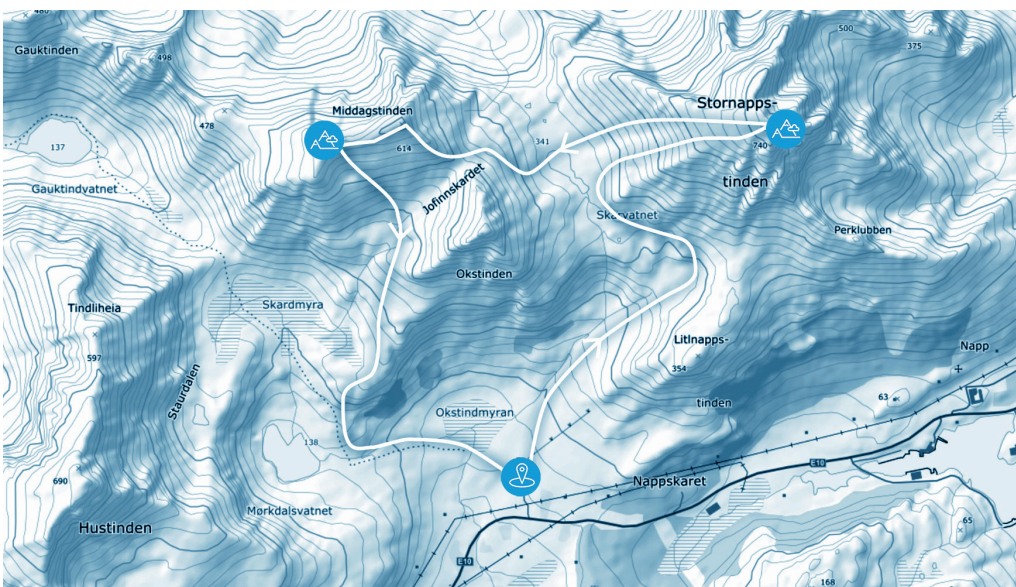 480
Gauktinden
498
500
375
Stornapps-
Middagstinden
478
137
614
341
740
Jofinnskardet
tinden
Gauktindvatnet
Skarvatnet
Perklubben
Okstinden
Skardmyra
Tindliheia
Litlnapps-
Napp
597
354
Staurdalen
63
tinden
Okstindmyran
138
E10
690
Nappskaret
Mørkdalsvatnet
Hustinden
65
E10
168